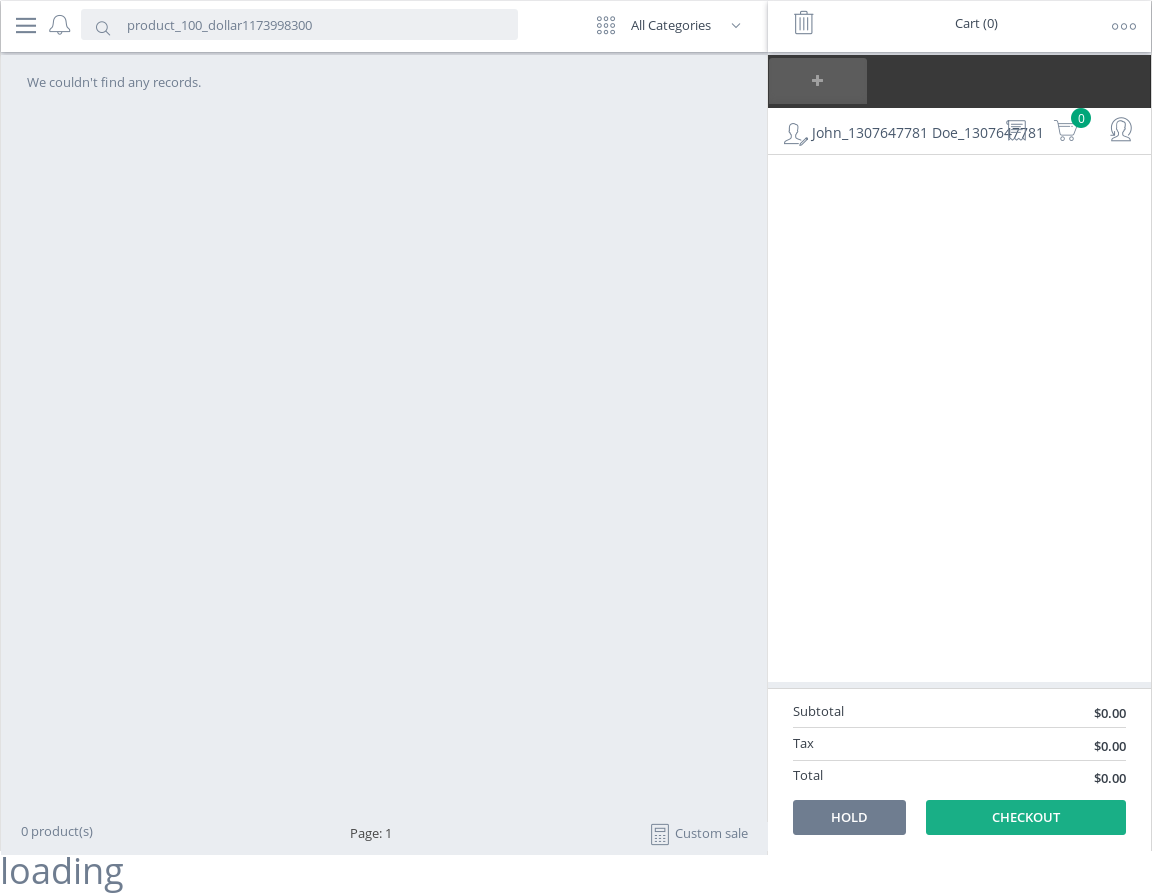 product_100_dollar1173998300
All Categories
Cart (0)
We couldn't find any records.
+
John_1307647781 Doe_1307647781
0
Subtotal $0.00
Tax $0.00
Total $0.00
HOLD CHECKOUT
0 product(s) Page: 1 Custom sale
loading